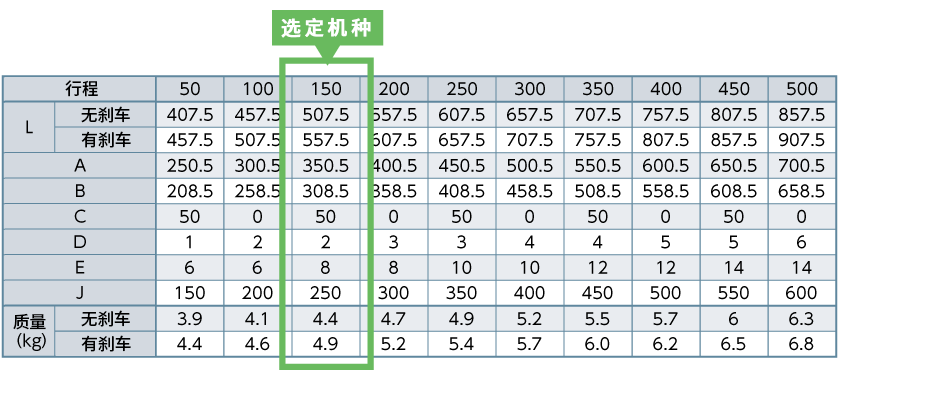 选定机种
行程 50 100 150 200 250 300 350 400 450 500
L 无刹车 407.5 457.5 507.5 557.5 607.5 657.5 707.5 757.5 807.5 857.5
有刹车 457.5 507.5 557.5 607.5 657.5 707.5 757.5 807.5 857.5 907.5
A 250.5 300.5 350.5 400.5 450.5 500.5 550.5 600.5 650.5 700.5
B 208.5 258.5 308.5 358.5 408.5 458.5 508.5 558.5 608.5 658.5
C 50 0 50 0 50 0 50 0 50 0
D 1 2 2 3 3 4 4 5 5 6
E 6 6 8 8 10 10 12 12 14 14
J 150 200 250 300 350 400 450 500 550 600
质量 (kg) 无刹车 3.9 4.1 4.4 4.7 4.9 5.2 5.5 5.7 6 6.3
有刹车 4.4 4.6 4.9 5.2 5.4 5.7 6.0 6.2 6.5 6.8